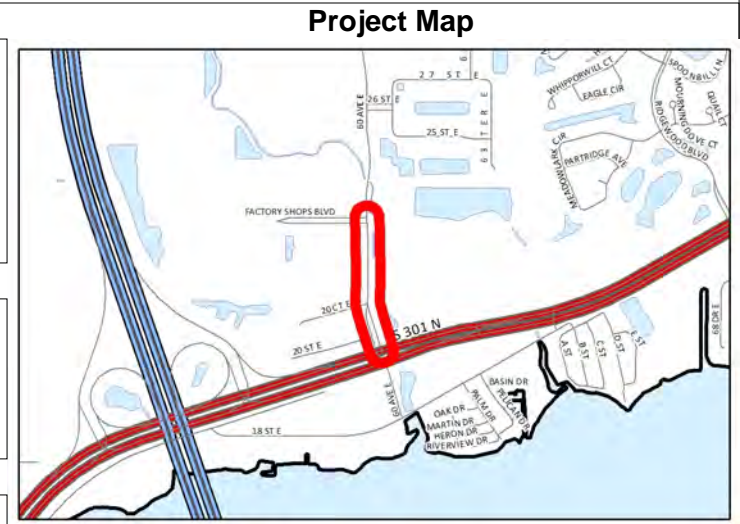 Project Map
27 ST E
26 ST E
60 AVE E
25 ST E
63 TER E
WHIPPORWILL CT
EAGLE CIR
SPOONBILL LN
MOURNING DOVE CT
QUAIL CT
RIDGEWOOD BLVD
MEADOWLARK CIR
PARTRIDGE AVE
FACTORY SHOPS BLVD
20 CT E
S 301 N
20 ST E
60 AVE E
18 ST E
A ST
B ST
C ST
D ST
E ST
68 DR E
BASIN DR
PELICAN DR
PALM DR
OAK DR
MARTIN DR
HERON DR
RIVERVIEW DR